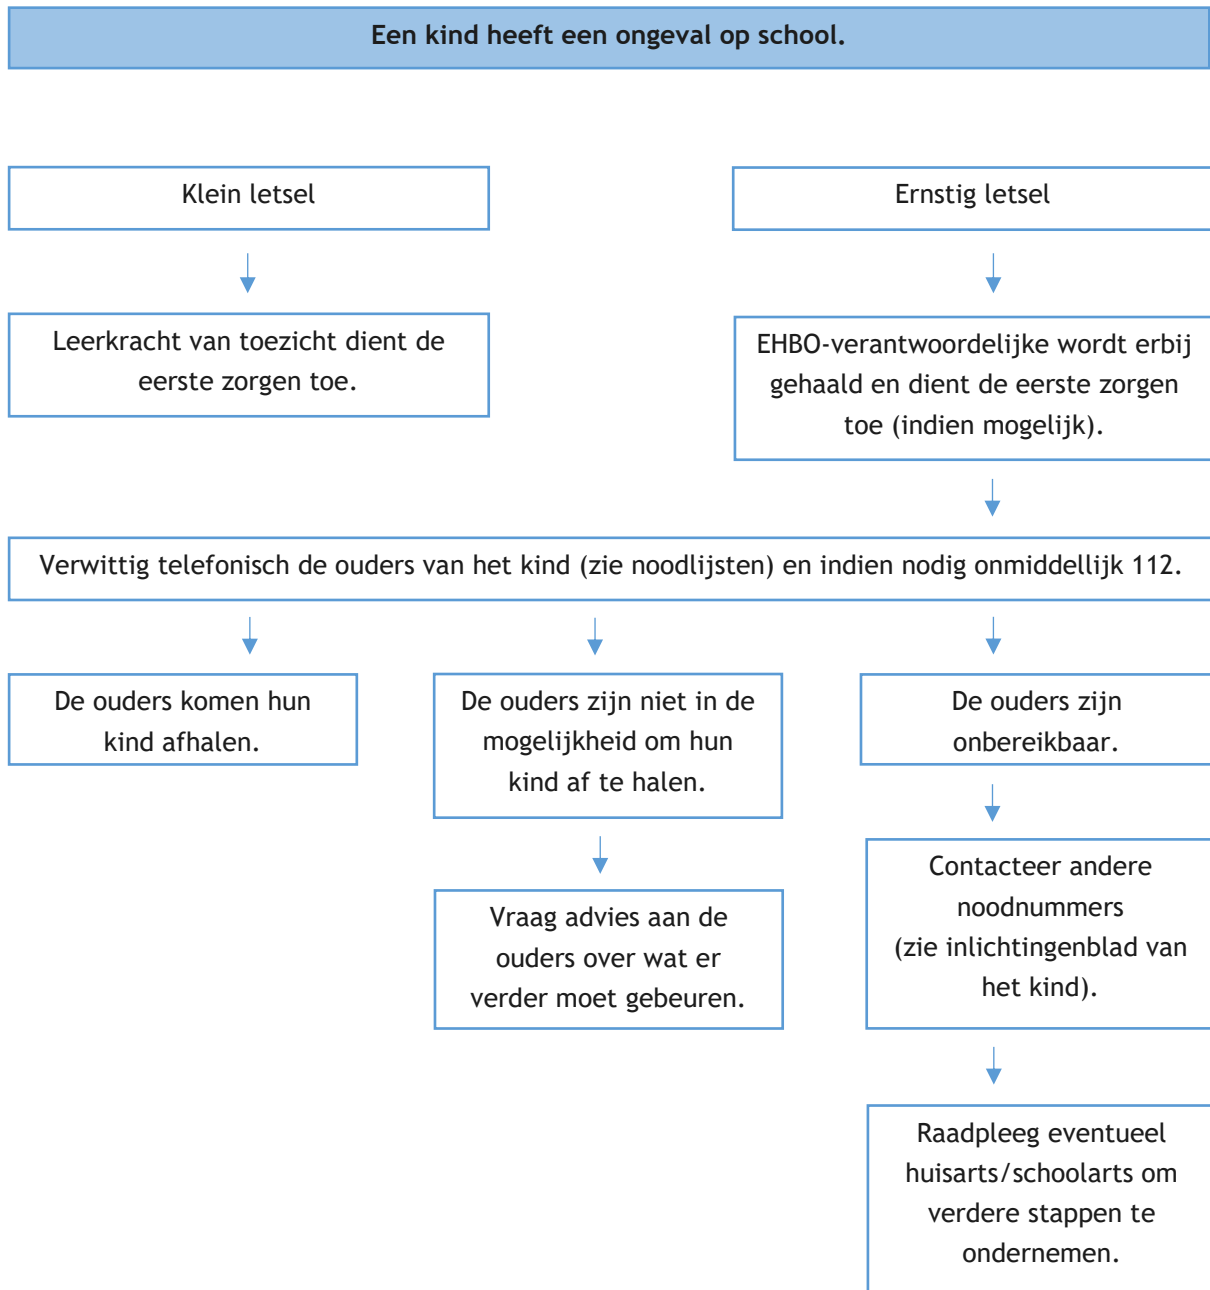 Een kind heeft een ongeval op school.
Klein letsel
Ernstig letsel
Leerkracht van toezicht dient de
eerste zorgen toe.
EHBO-verantwoordelijke wordt erbij
gehaald en dient de eerste zorgen
toe (indien mogelijk).
Verwittig telefonisch de ouders van het kind (zie noodlijsten) en indien nodig onmiddellijk 112.
De ouders komen hun
kind afhalen.
De ouders zijn niet in de
mogelijkheid om hun
kind af te halen.
De ouders zijn
onbereikbaar.
Vraag advies aan de
ouders over wat er
verder moet gebeuren.
Contacteer andere
noodnummers
(zie inlichtingenblad van
het kind).
Raadpleeg eventueel
huisarts/schoolarts om
verdere stappen te
ondernemen.